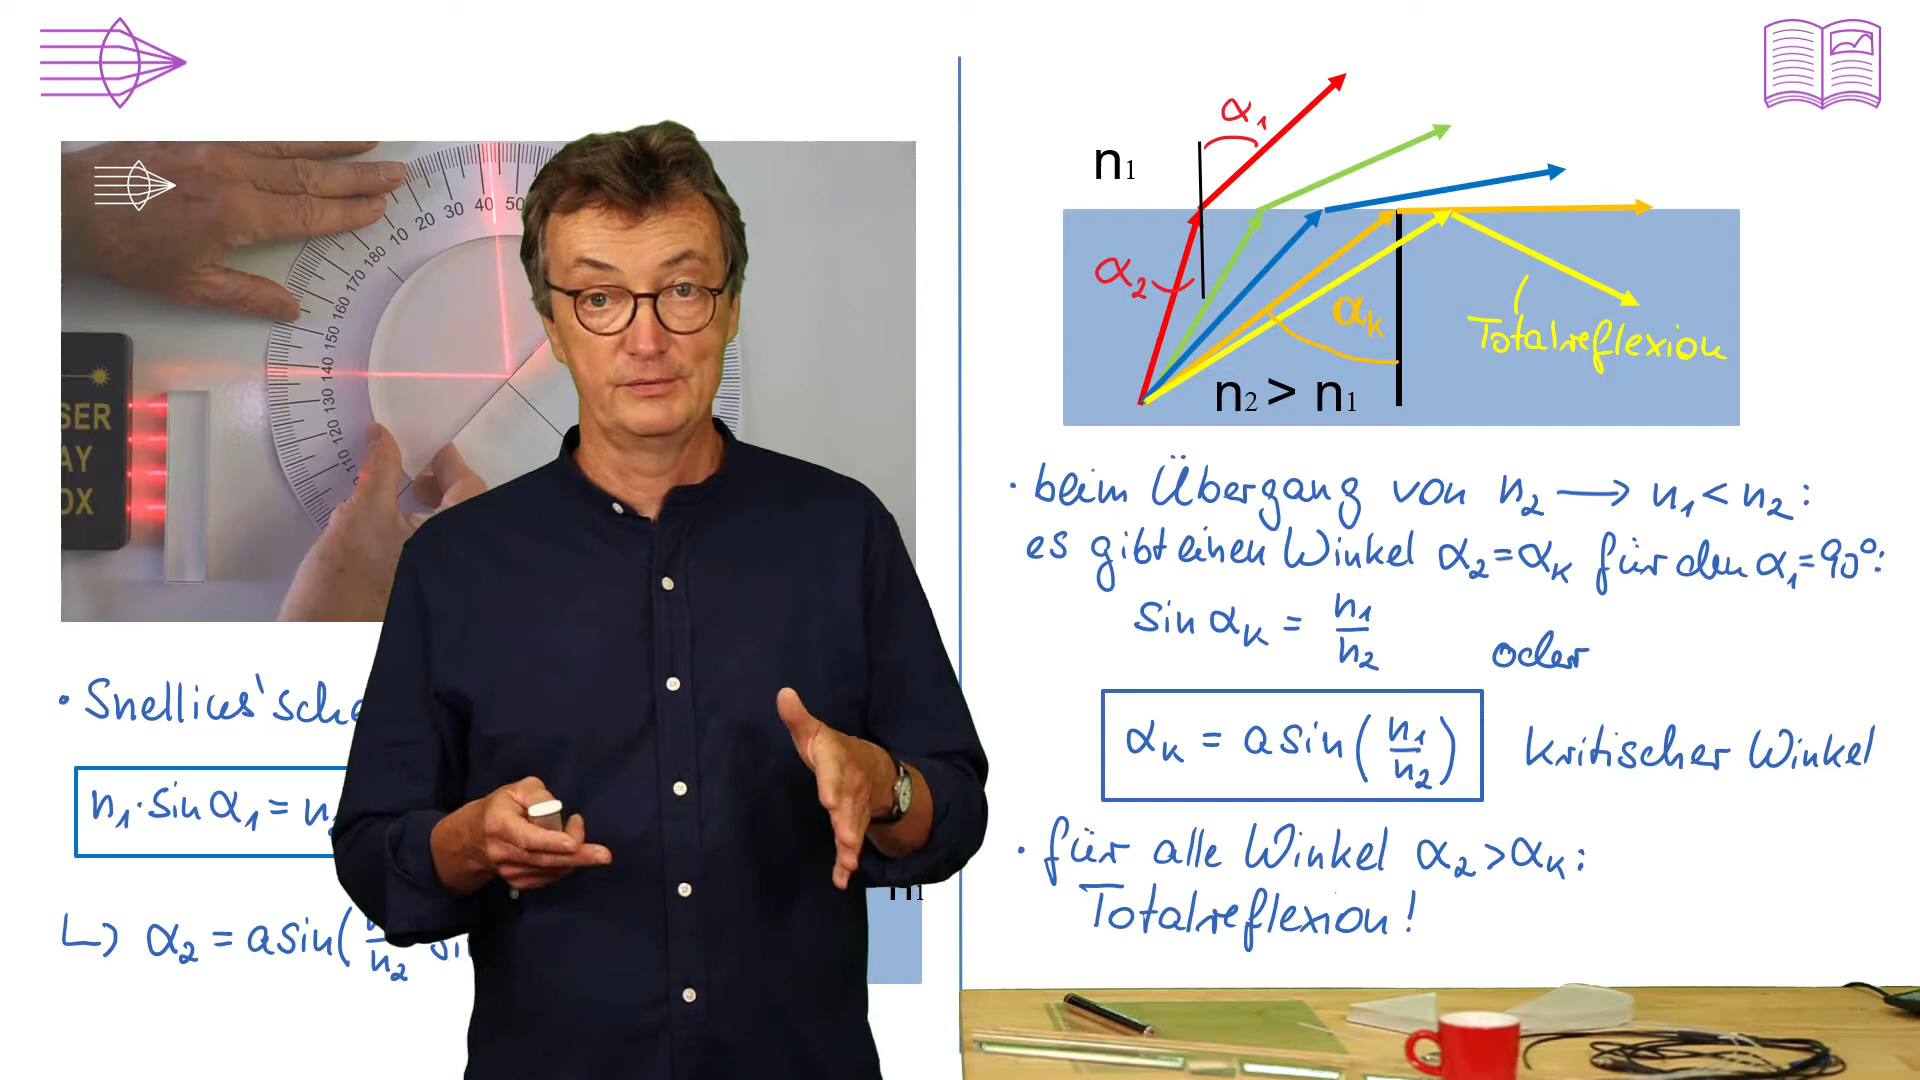 10 20 30 40 50
180
170
160
150
140
130
120
110
SER
AY
OX
• Snellius'sche
n₁·sin α₁ = n₂
↳ α₂ = asin( n₂ sin
n₁
α₁
n₁
α₂
αk
Totalreflexion
n₂ > n₁
• beim Übergang von n₂ → n₁ < n₂:
es gibt einen Winkel α₂ = αK für den α₁ = 90°:
sin αK = n₁/n₂ oder
αK = asin(n₁/n₂) kritischer Winkel
• für alle Winkel α₂ > αK:
Totalreflexion!